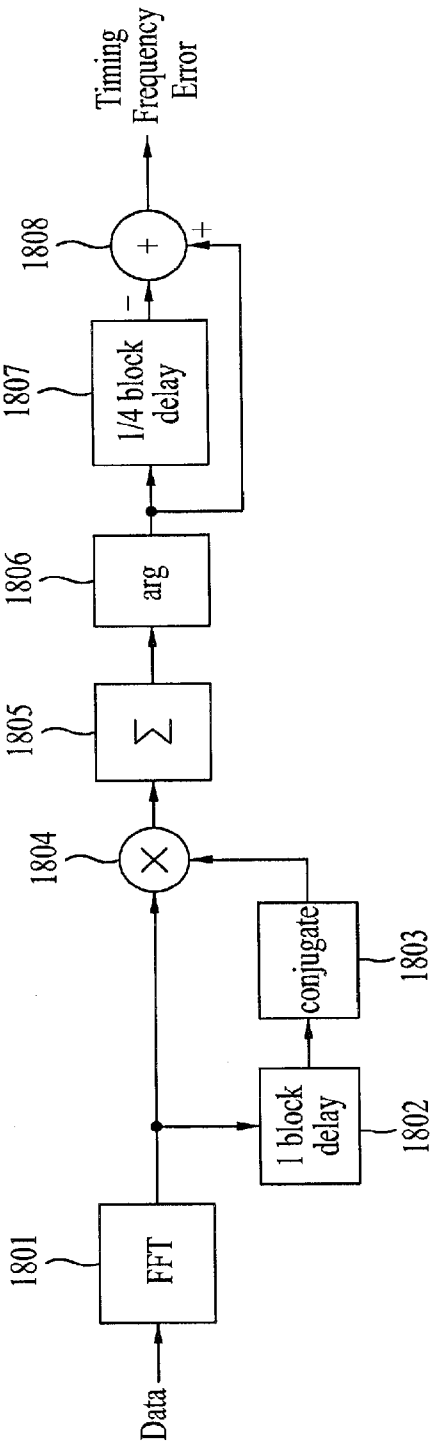 Data
1801
FFT
1802
1 block
delay
1803
conjugate
1804
×
1805
Σ
1806
arg
1807
1/4 block
delay
1808
−
+
+
Timing
Frequency
Error